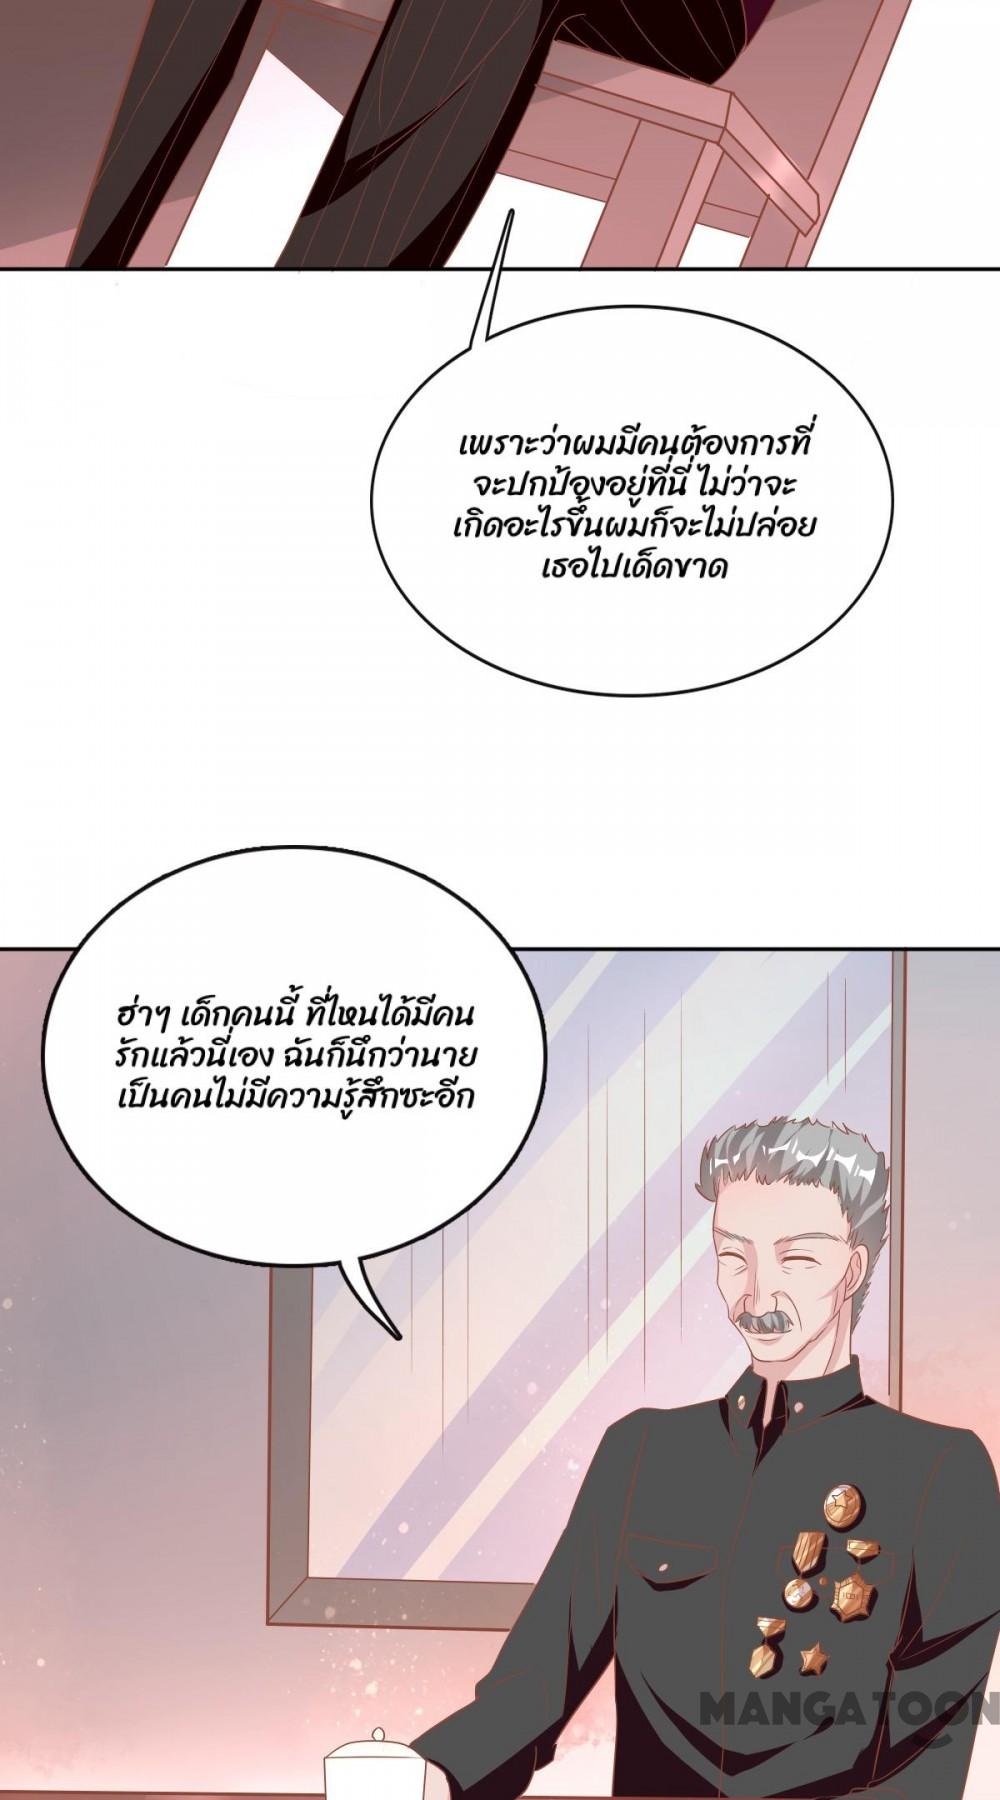 เพราะว่าผมมีคนต้องการที่
จะปกป้องอยู่ที่นี่ ไม่ว่าจะ
เกิดอะไรขึ้นผมก็จะไม่ปล่อย
เธอไปเด็ดขาด
ฮ่าๆ เด็กคนนี้ ที่ไหนได้มีคน
รักแล้วนี่เอง ฉันก็นึกว่านาย
เป็นคนไม่มีความรู้สึกซะอีก
MANGATOON